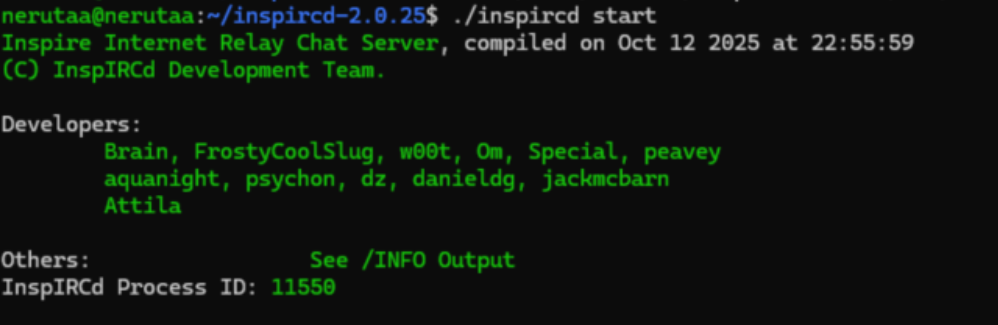 nerutaa@nerutaa:~/inspircd-2.0.25$ ./inspircd start
Inspire Internet Relay Chat Server, compiled on Oct 12 2025 at 22:55:59
(C) InspIRCd Development Team.
Developers:
Brain, FrostyCoolSlug, w00t, Om, Special, peavey
aquanight, psychon, dz, danieldg, jackmcbarn
Attila
Others: See /INFO Output
InspIRCd Process ID: 11550